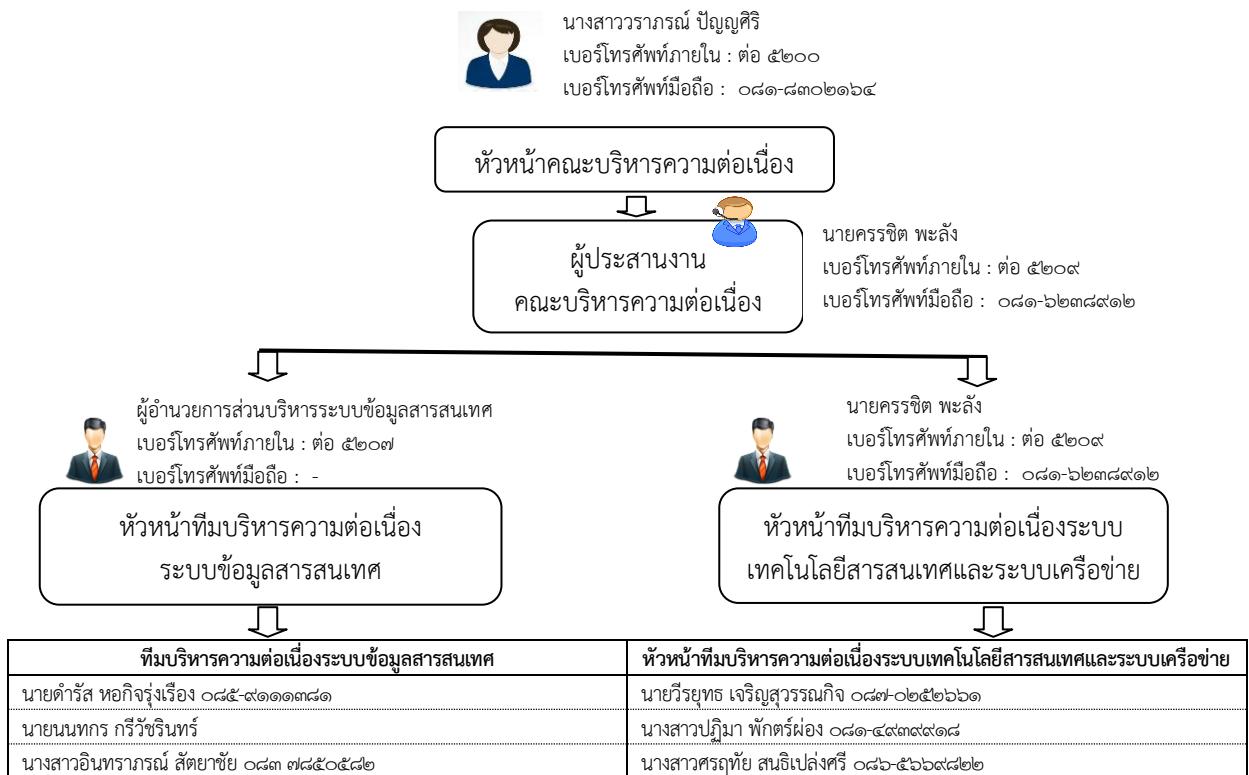 นางสาววราภรณ์ ปัญญศิริ
เบอร์โทรศัพท์ภายใน : ต่อ ๕๒๐๐
เบอร์โทรศัพท์มือถือ : ๐๘๑-๘๓๐๒๑๖๔
หัวหน้าคณะบริหารความต่อเนื่อง
ผู้ประสานงาน
คณะบริหารความต่อเนื่อง
นายครรชิต พะลัง
เบอร์โทรศัพท์ภายใน : ต่อ ๕๒๐๙
เบอร์โทรศัพท์มือถือ : ๐๘๑-๖๒๓๘๙๑๒
ผู้อำนวยการส่วนบริหารระบบข้อมูลสารสนเทศ
เบอร์โทรศัพท์ภายใน : ต่อ ๕๒๐๗
เบอร์โทรศัพท์มือถือ : -
หัวหน้าทีมบริหารความต่อเนื่อง
ระบบข้อมูลสารสนเทศ
นายครรชิต พะลัง
เบอร์โทรศัพท์ภายใน : ต่อ ๕๒๐๙
เบอร์โทรศัพท์มือถือ : ๐๘๑-๖๒๓๘๙๑๒
หัวหน้าทีมบริหารความต่อเนื่องระบบ
เทคโนโลยีสารสนเทศและระบบเครือข่าย
ทีมบริหารความต่อเนื่องระบบข้อมูลสารสนเทศ
หัวหน้าทีมบริหารความต่อเนื่องระบบเทคโนโลยีสารสนเทศและระบบเครือข่าย
นายดำรัส หอกิจรุ่งเรือง ๐๘๕-๙๑๑๑๓๘๑
นายวีรยุทธ เจริญสุวรรณกิจ ๐๘๗-๐๒๕๒๖๖๑
นายนนทกร กรีวัชรินทร์
นางสาวปฏิมา พักตร์ผ่อง ๐๘๑-๔๙๓๙๙๑๘
นางสาวอินทราภรณ์ สัตยาชัย ๐๘๓ ๗๘๕๐๕๘๒
นางสาวศรฤทัย สนธิเปล่งศรี ๐๘๖-๕๖๖๙๘๒๒